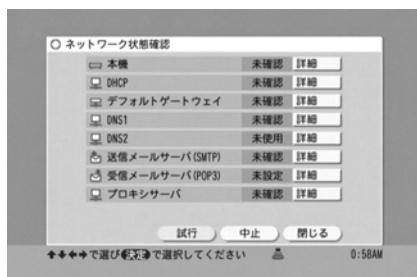 ネットワーク状態確認
本機 未確認 詳細
DHCP 未確認 詳細
デフォルトゲートウェイ 未確認 詳細
DNS1 未確認 詳細
DNS2 未使用 詳細
送信メールサーバ(SMTP) 未確認 詳細
受信メールサーバ(POP3) 未設定 詳細
プロキシサーバ 未確認 詳細
試行 中止 閉じる
で選び決定で選択してください 0:58AM